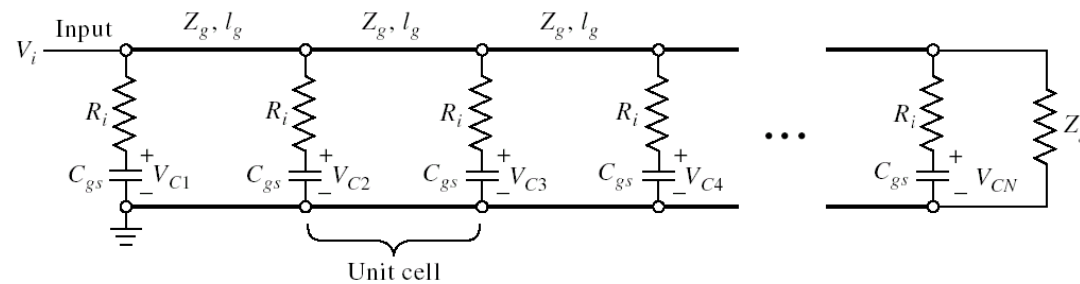 Input
V_i
Z_g, l_g
Z_g, l_g
Z_g, l_g
R_i
R_i
R_i
R_i
R_i
C_gs
+
V_C1
–
C_gs
+
V_C2
–
C_gs
+
V_C3
–
C_gs
+
V_C4
–
...
C_gs
+
V_CN
–
Z
Unit cell